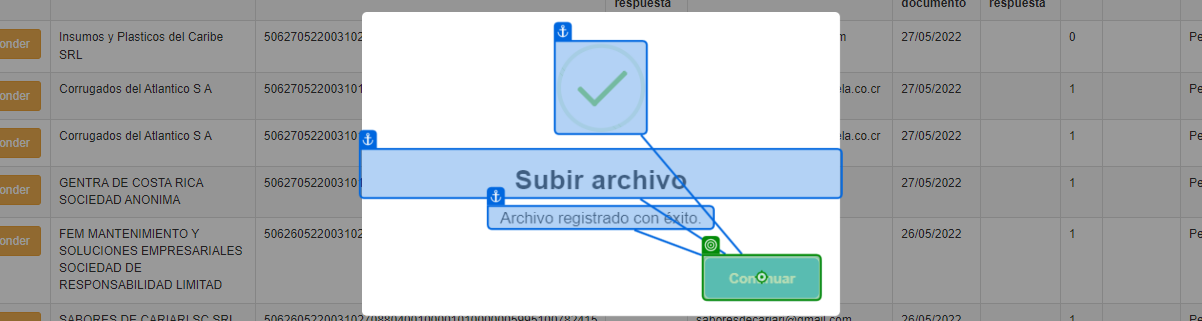 respuesta
documento
respuesta
onder
Insumos y Plasticos del Caribe
SRL
506270522003102
m
27/05/2022
0
Pe
onder
Corrugados del Atlantico S A
506270522003101
ela.co.cr
27/05/2022
1
Pe
onder
Corrugados del Atlantico S A
506270522003101
ela.co.cr
27/05/2022
1
Pe
onder
GENTRA DE COSTA RICA
SOCIEDAD ANONIMA
50627052200310
27/05/2022
1
Pe
onder
FEM MANTENIMIENTO Y
SOLUCIONES EMPRESARIALES
SOCIEDAD DE
RESPONSABILIDAD LIMITAD
506260522003102
26/05/2022
1
Pe
SABORES DE CARIARI SC SRL
saboresdecariari@gmail.com
26/05/2022
1
Pe
Subir archivo
Archivo registrado con éxito.
Continuar